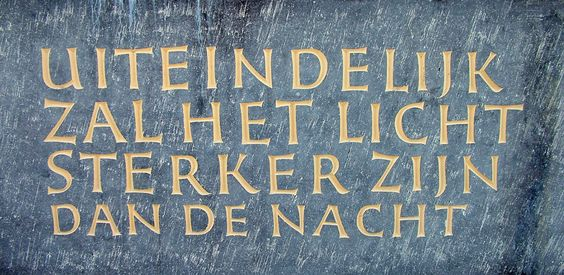 UITEINDELIJK
ZAL HET LICHT
STERKER ZIJN
DAN DE NACHT